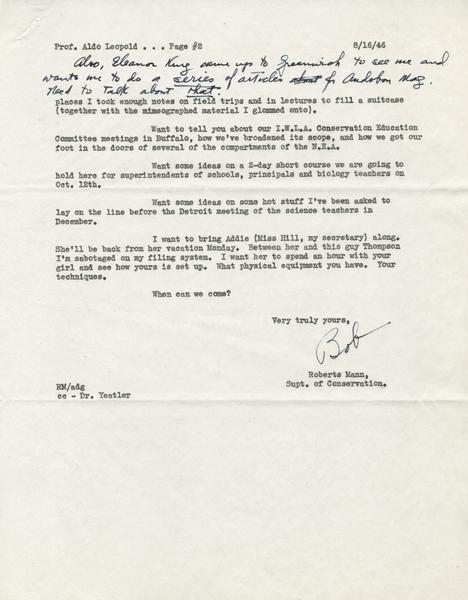 Prof. Aldo Leopold . . . Page #2 8/16/46
Also, Eleanor King came up to Greenwich to see me and
wants me to do a series of articles about for Audobon Mag.
Need to talk about that.
places I took enough notes on field trips and in lectures to fill a suitcase
(together with the mimeographed material I glommed onto).
Want to tell you about our I.W.L.A. Conservation Education
Committee meetings in Buffalo, how we've broadened its scope, and how we got our
foot in the doors of several of the compartments of the N.E.A.
Want some ideas on a 2-day short course we are going to
hold here for superintendents of schools, principals and biology teachers on
Oct. 12th.
Want some ideas on some hot stuff I've been asked to
lay on the line before the Detroit meeting of the science teachers in
December.
I want to bring Addie (Miss Hill, my secretary) along.
She'll be back from her vacation Monday. Between her and this guy Thompson
I'm sabotaged on my filing system. I want her to spend an hour with your
girl and see how yours is set up. What physical equipment you have. Your
techniques.
When can we come?
Very truly yours,
Bob
Roberts Mann,
Supt. of Conservation.
RM/adg
cc - Dr. Yeatter